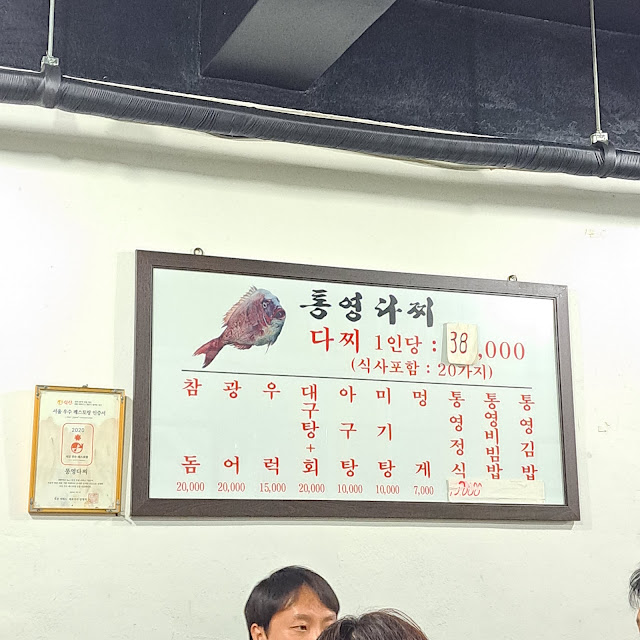 통영다찌
다찌 1인당 : 38,000
(식사포함 : 20가지)
참돔 20,000
광어 20,000
우럭 15,000
대구탕+회 20,000
아구탕 10,000
미기탕 10,000
멍게 7,000
통영정식
통영비빔밥
통영김밥
2020
통영다찌